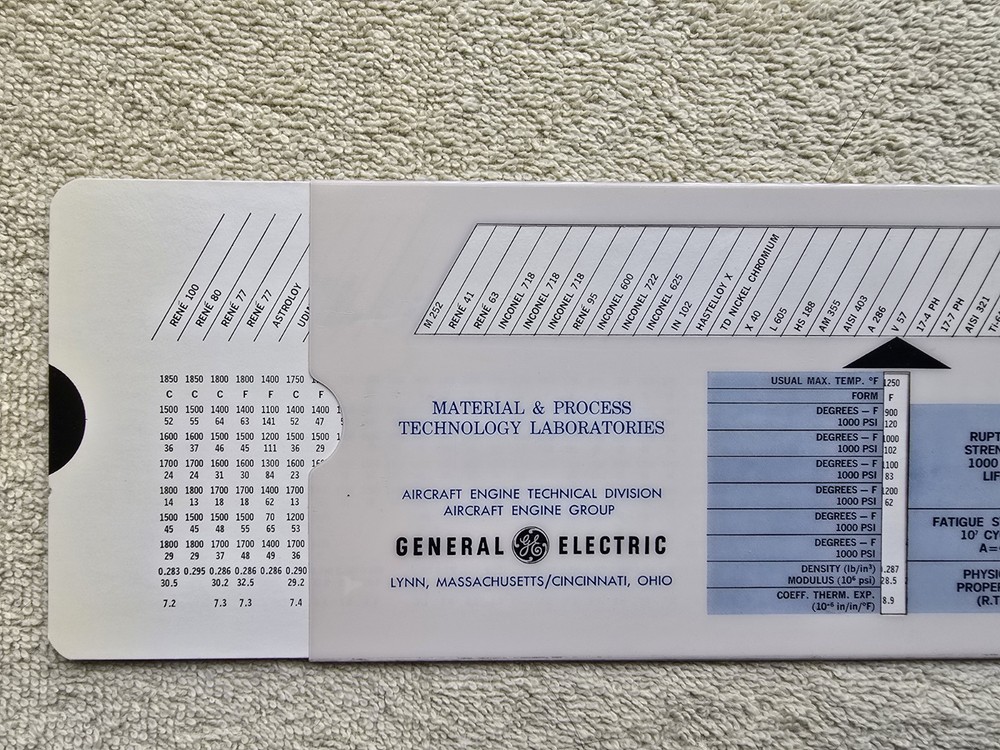 RENÉ 100
RENÉ 80
RENÉ 77
RENÉ 77
ASTROLOY
M 252
RENÉ 41
RENÉ 63
INCONEL 718
INCONEL 718
INCONEL 718
RENÉ 95
INCONEL 600
INCONEL 722
INCONEL 625
IN 102
HASTELLOY X
TD NICKEL CHROMIUM
X 40
L 605
HS 188
AM 355
AISI 403
A 286
V 57
17-4 PH
17-7 PH
AISI 321
1850 1850 1800 1800 1400 1750
C C C F F C F
1500 1500 1400 1400 1100 1400 1400
52 55 64 63 141 52 47
1600 1600 1500 1500 1200 1500 1500
36 37 46 45 111 36 29
1700 1700 1600 1600 1300 1600
24 24 31 30 84 23
1800 1800 1700 1700 1400 1700
14 13 18 18 62 13
1500 1500 1500 1500 70 1200
45 45 48 55 65 53
1800 1800 1700 1700 1400 1700
29 29 37 48 49 36
0.283 0.295 0.286 0.286 0.286 0.290
30.5 30.2 32.5 29.2
7.2 7.3 7.3 7.4
MATERIAL & PROCESS
TECHNOLOGY LABORATORIES
AIRCRAFT ENGINE TECHNICAL DIVISION
AIRCRAFT ENGINE GROUP
GENERAL GE ELECTRIC
LYNN, MASSACHUSETTS/CINCINNATI, OHIO
USUAL MAX. TEMP. °F 1250
FORM F
DEGREES — F 900
1000 PSI 120
DEGREES — F 1000
1000 PSI 102
DEGREES — F 1100
1000 PSI 83
DEGREES — F 1200
1000 PSI 62
DEGREES — F
1000 PSI
DEGREES — F
1000 PSI
DENSITY (lb/in³) .287
MODULUS (10⁶ psi) 28.5
COEFF. THERM. EXP. 8.9
(10⁻⁶ in/in/°F)
1000
FATIGUE
10⁷
A=
(R.T